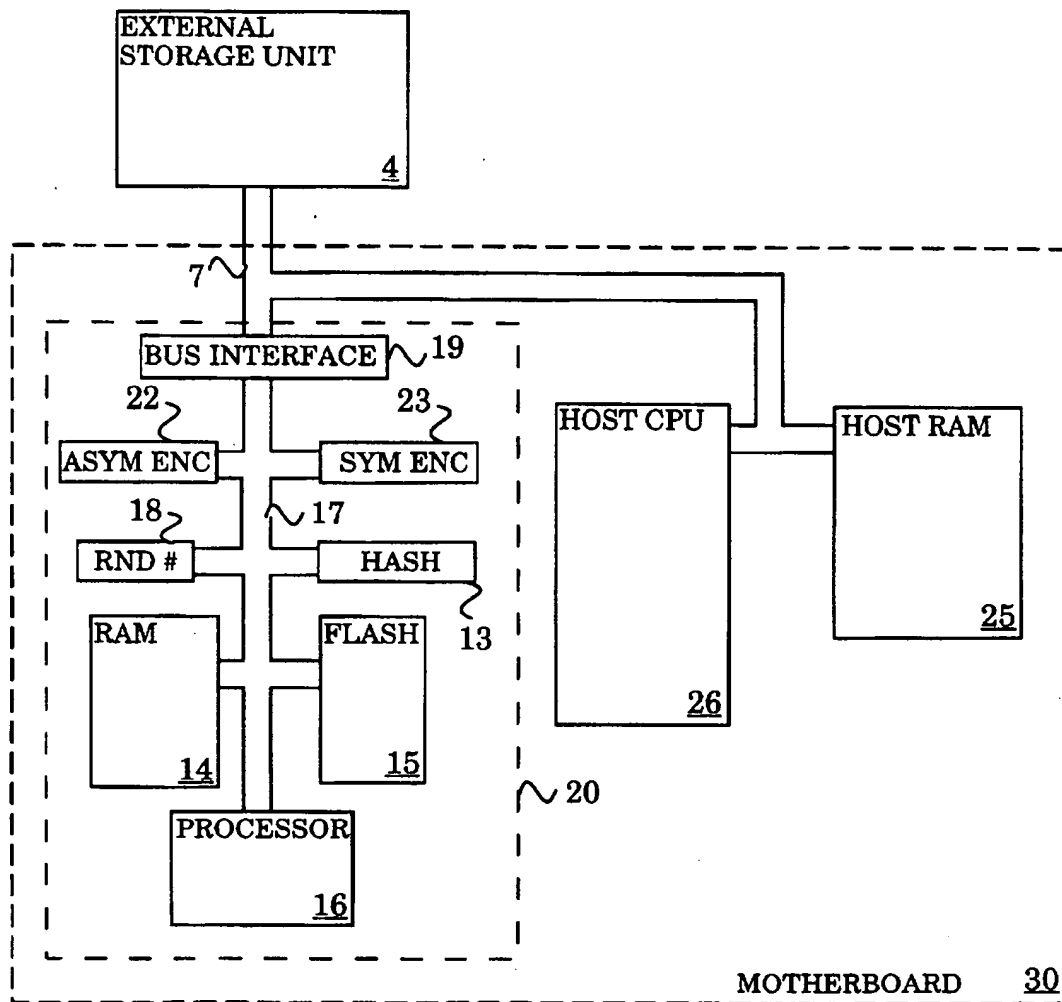 EXTERNAL
STORAGE UNIT
4
7
BUS INTERFACE
19
22
23
ASYM ENC
SYM ENC
18
17
RND #
HASH
13
RAM
14
FLASH
15
PROCESSOR
16
20
HOST CPU
26
HOST RAM
25
MOTHERBOARD 30